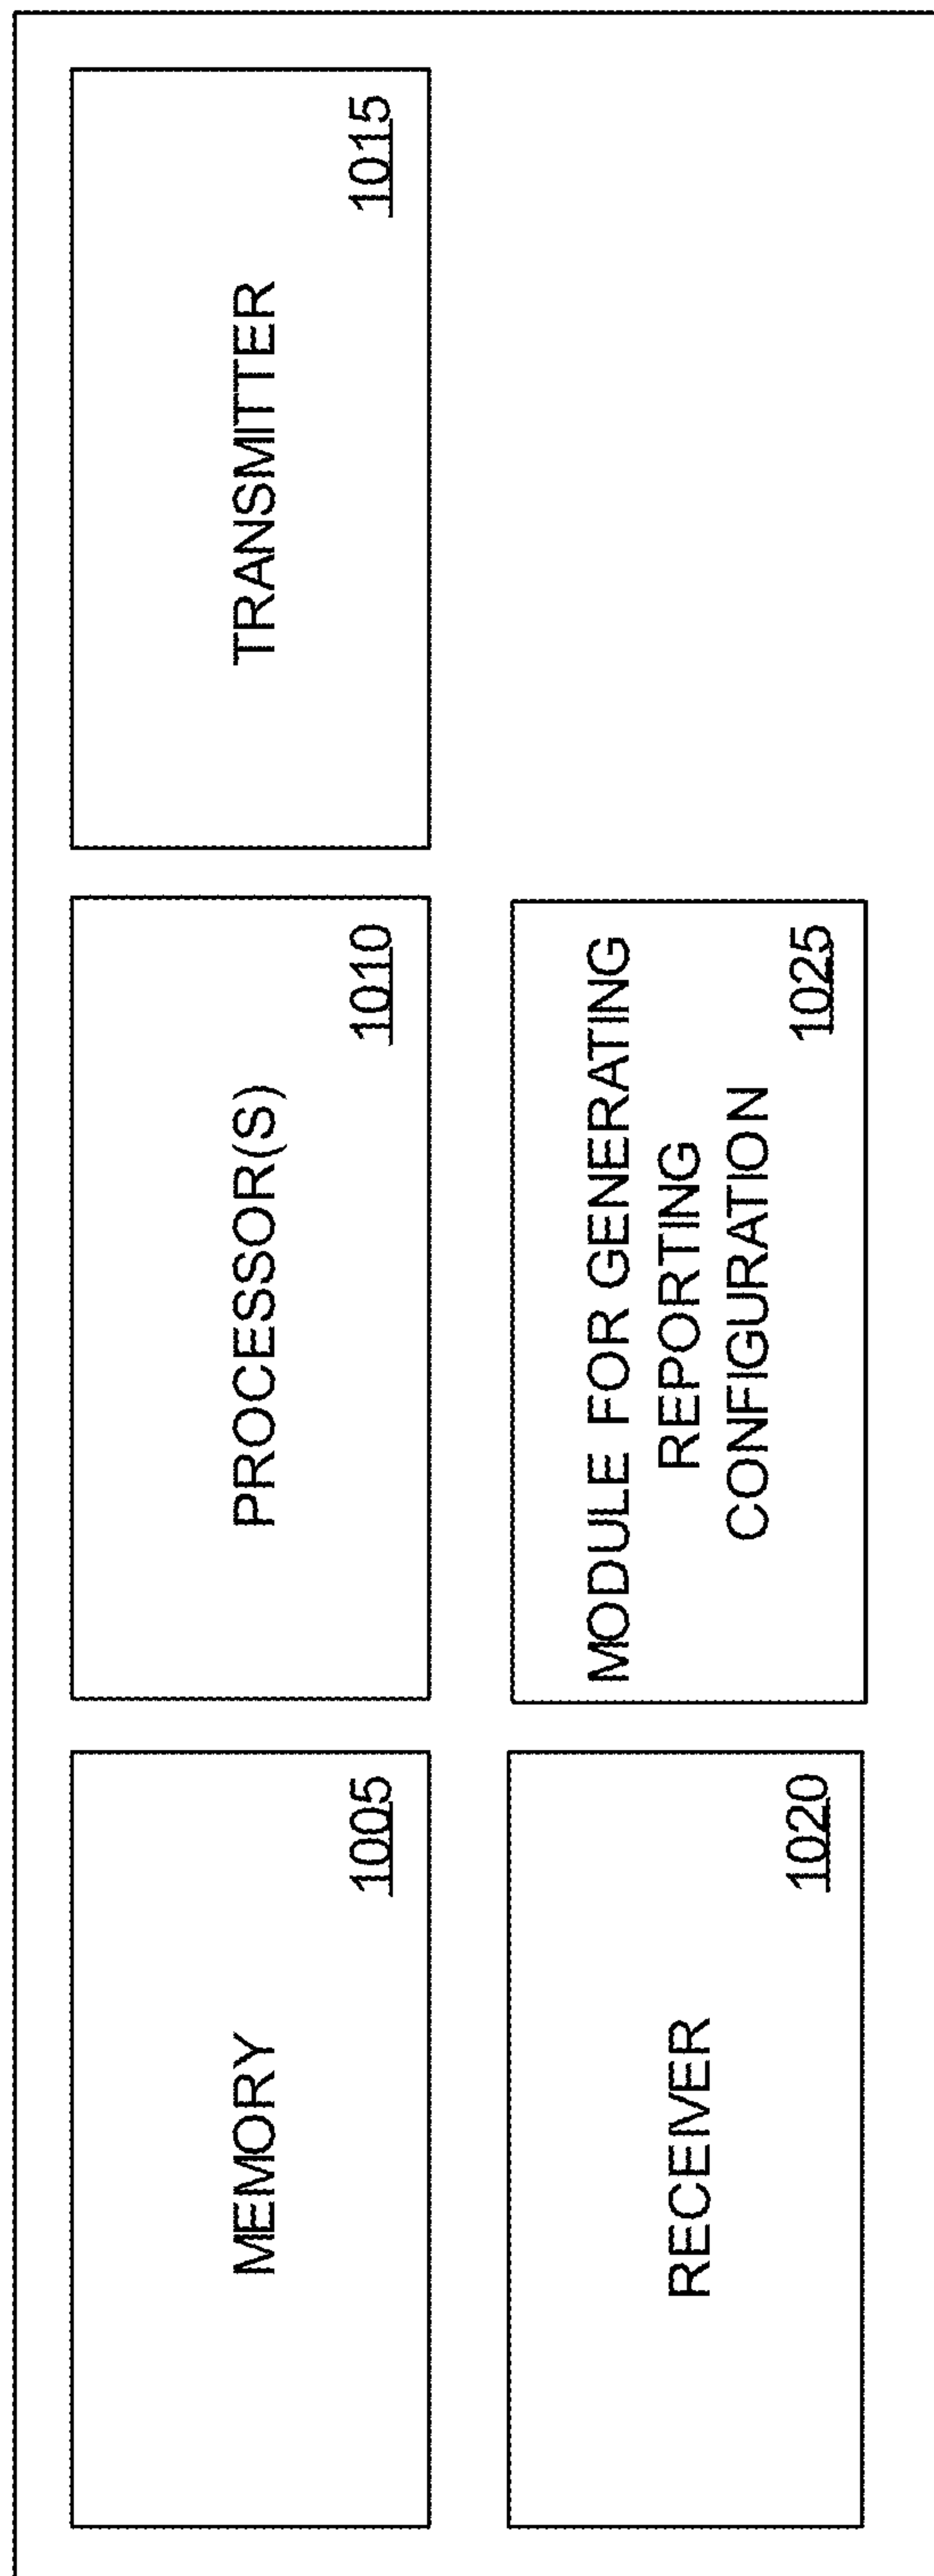 MEMORY
1005
PROCESSOR(S)
1010
TRANSMITTER
1015
RECEIVER
1020
MODULE FOR GENERATING
REPORTING
CONFIGURATION
1025